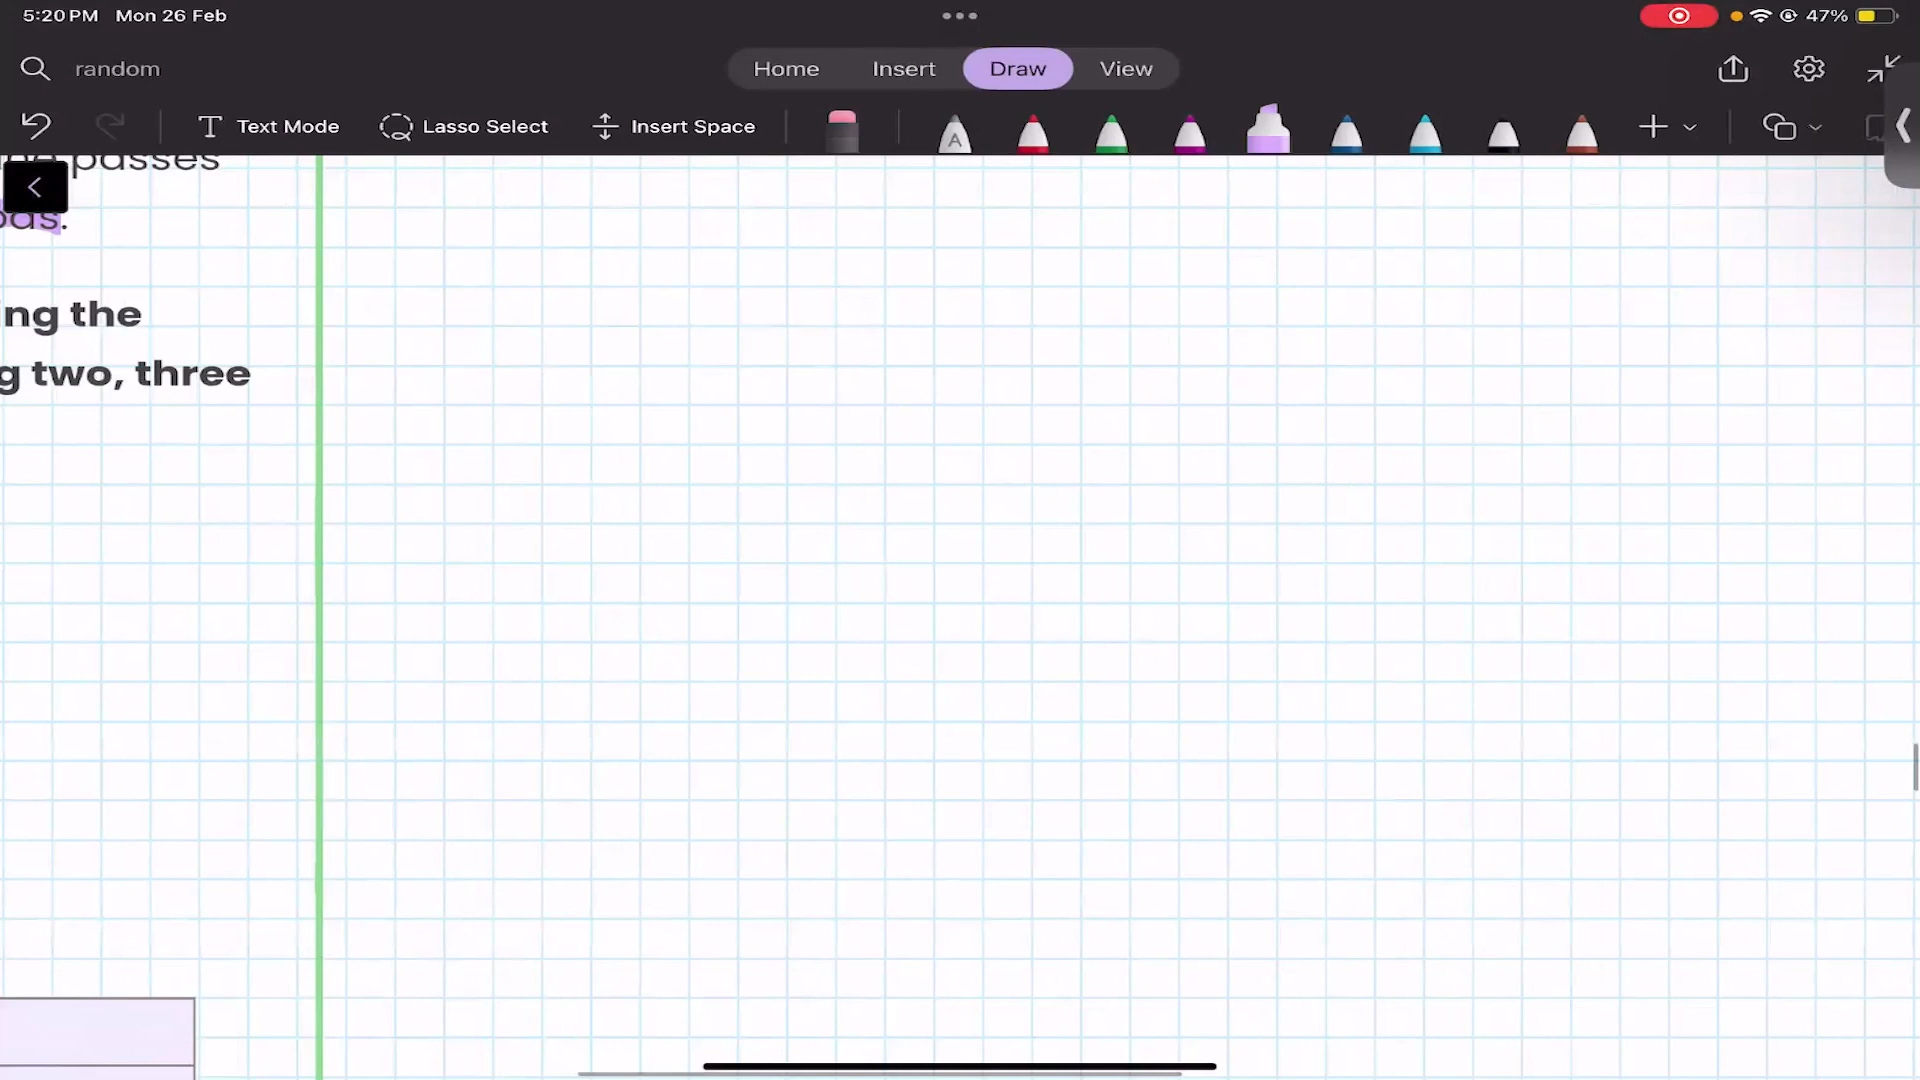 5:20 PM Mon 26 Feb
47%
random
Home Insert Draw View
Text Mode Lasso Select Insert Space
A
passes
ing the
g two, three